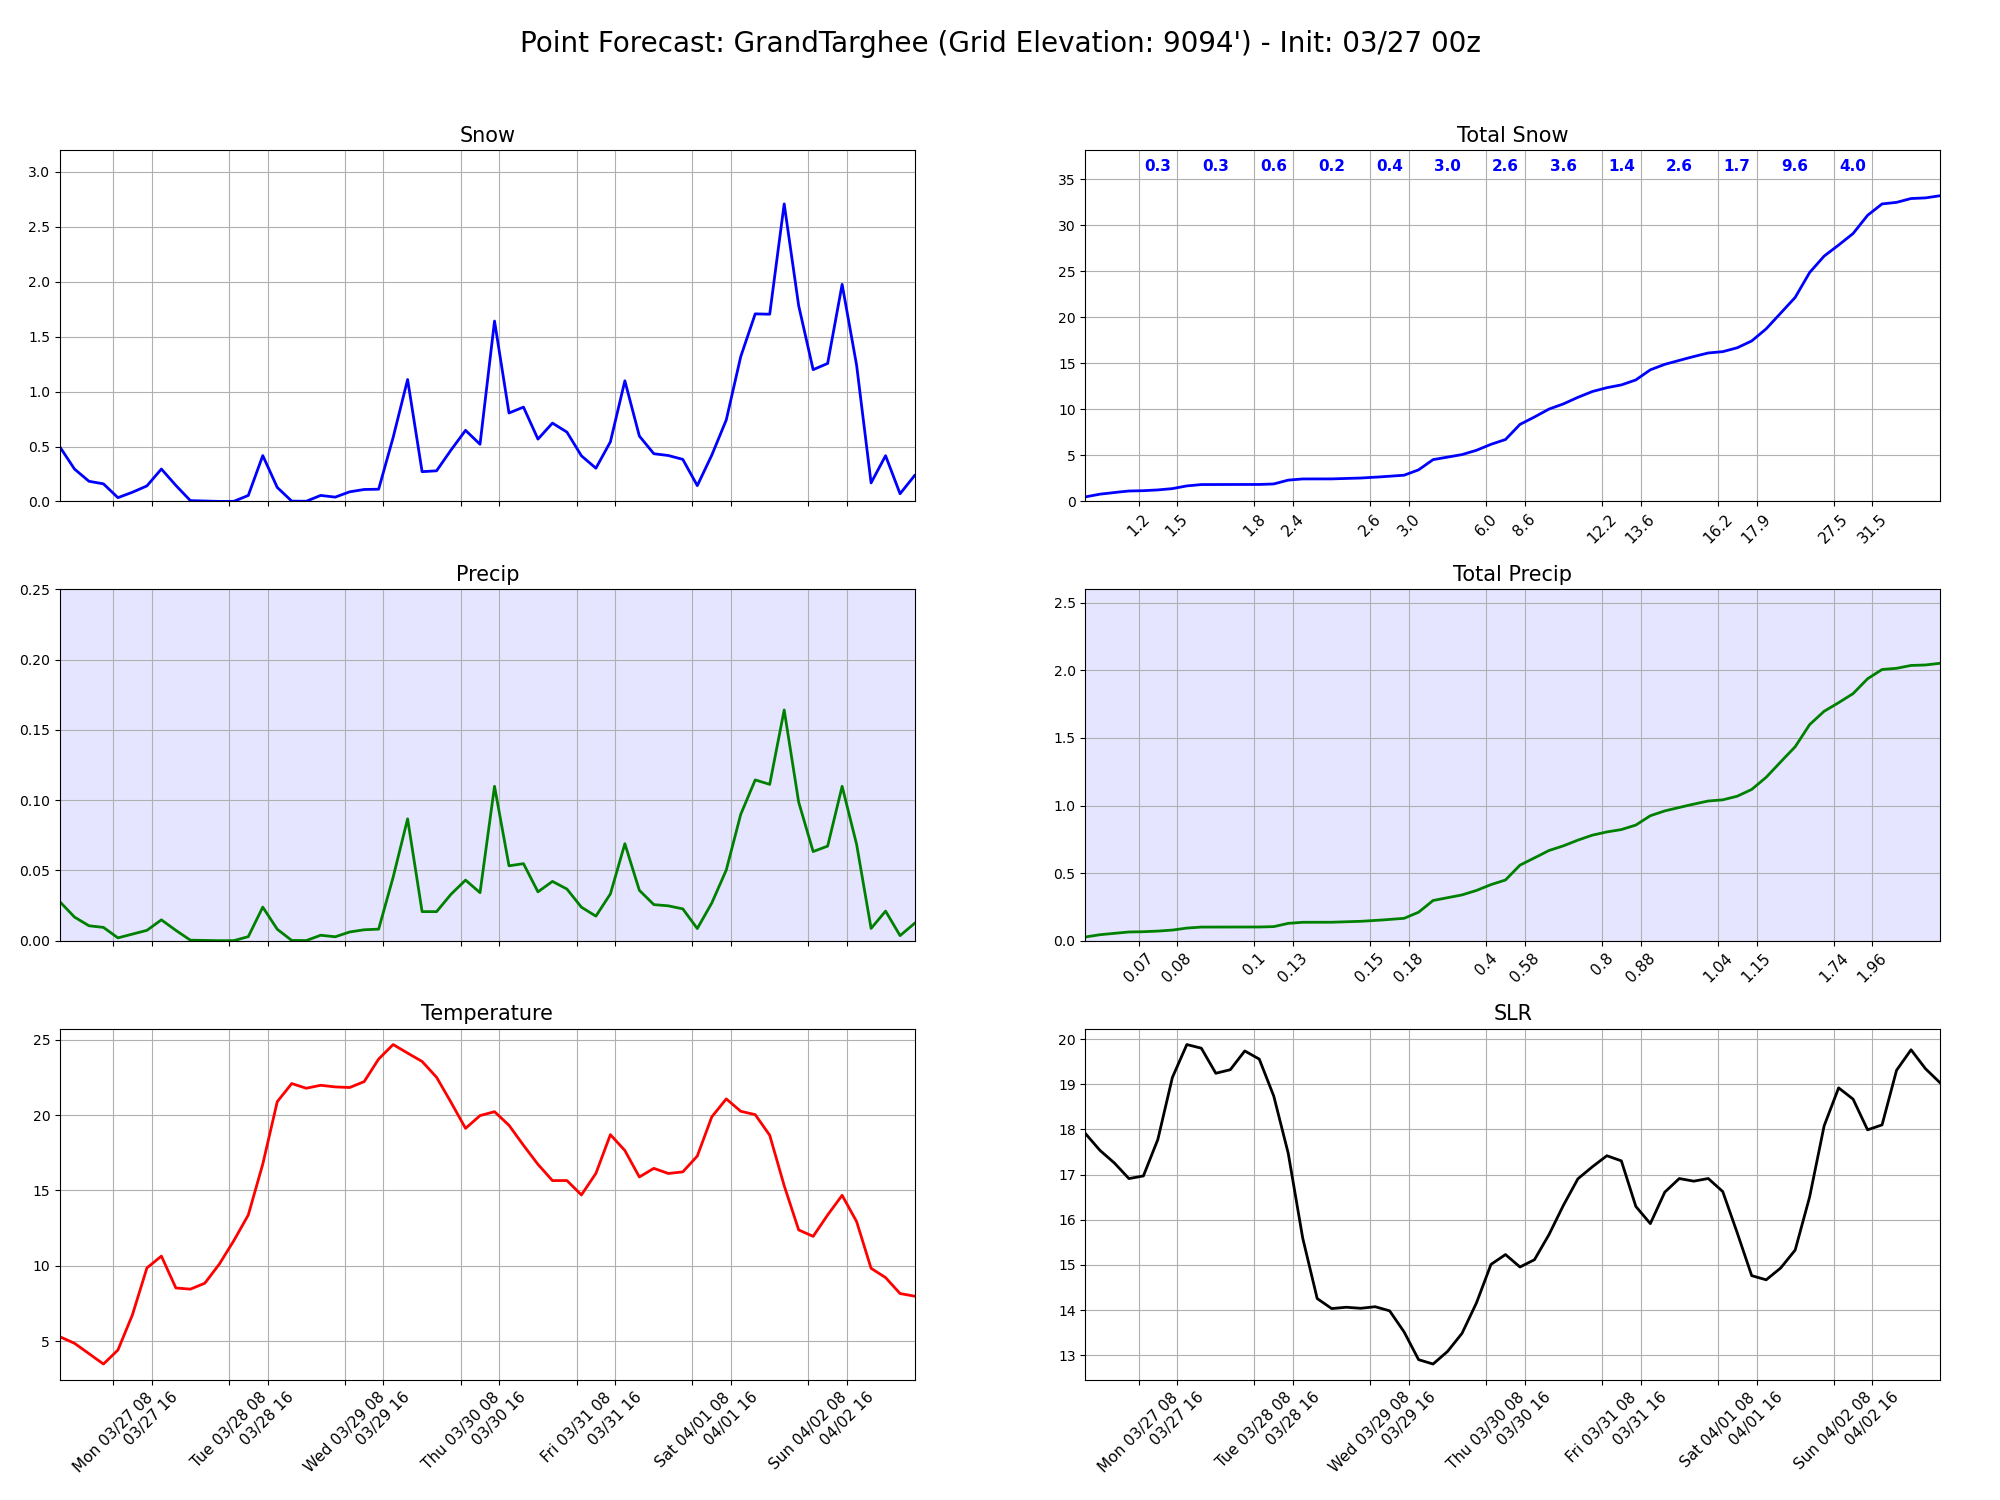 Point Forecast: GrandTarghee (Grid Elevation: 9094') - Init: 03/27 00z
Snow
3.0
2.5
2.0
1.5
1.0
0.5
0.0
Total Snow
0.3 0.3 0.6 0.2 0.4 3.0 2.6 3.6 1.4 2.6 1.7 9.6 4.0
35
30
25
20
15
10
5
0
1.2 1.5 1.8 2.4 2.6 3.0 6.0 8.6 12.2 13.6 16.2 17.9 27.5 31.5
Precip
0.25
0.20
0.15
0.10
0.05
0.00
Total Precip
2.5
2.0
1.5
1.0
0.5
0.0
0.07 0.08 0.1 0.13 0.15 0.18 0.4 0.58 0.8 0.88 1.04 1.15 1.74 1.96
Temperature
25
20
15
10
5
Mon 03/27 08
03/27 16
Tue 03/28 08
03/28 16
Wed 03/29 08
03/29 16
Thu 03/30 08
03/30 16
Fri 03/31 08
03/31 16
Sat 04/01 08
04/01 16
Sun 04/02 08
04/02 16
SLR
20
19
18
17
16
15
14
13
Mon 03/27 08
03/27 16
Tue 03/28 08
03/28 16
Wed 03/29 08
03/29 16
Thu 03/30 08
03/30 16
Fri 03/31 08
03/31 16
Sat 04/01 08
04/01 16
Sun 04/02 08
04/02 16